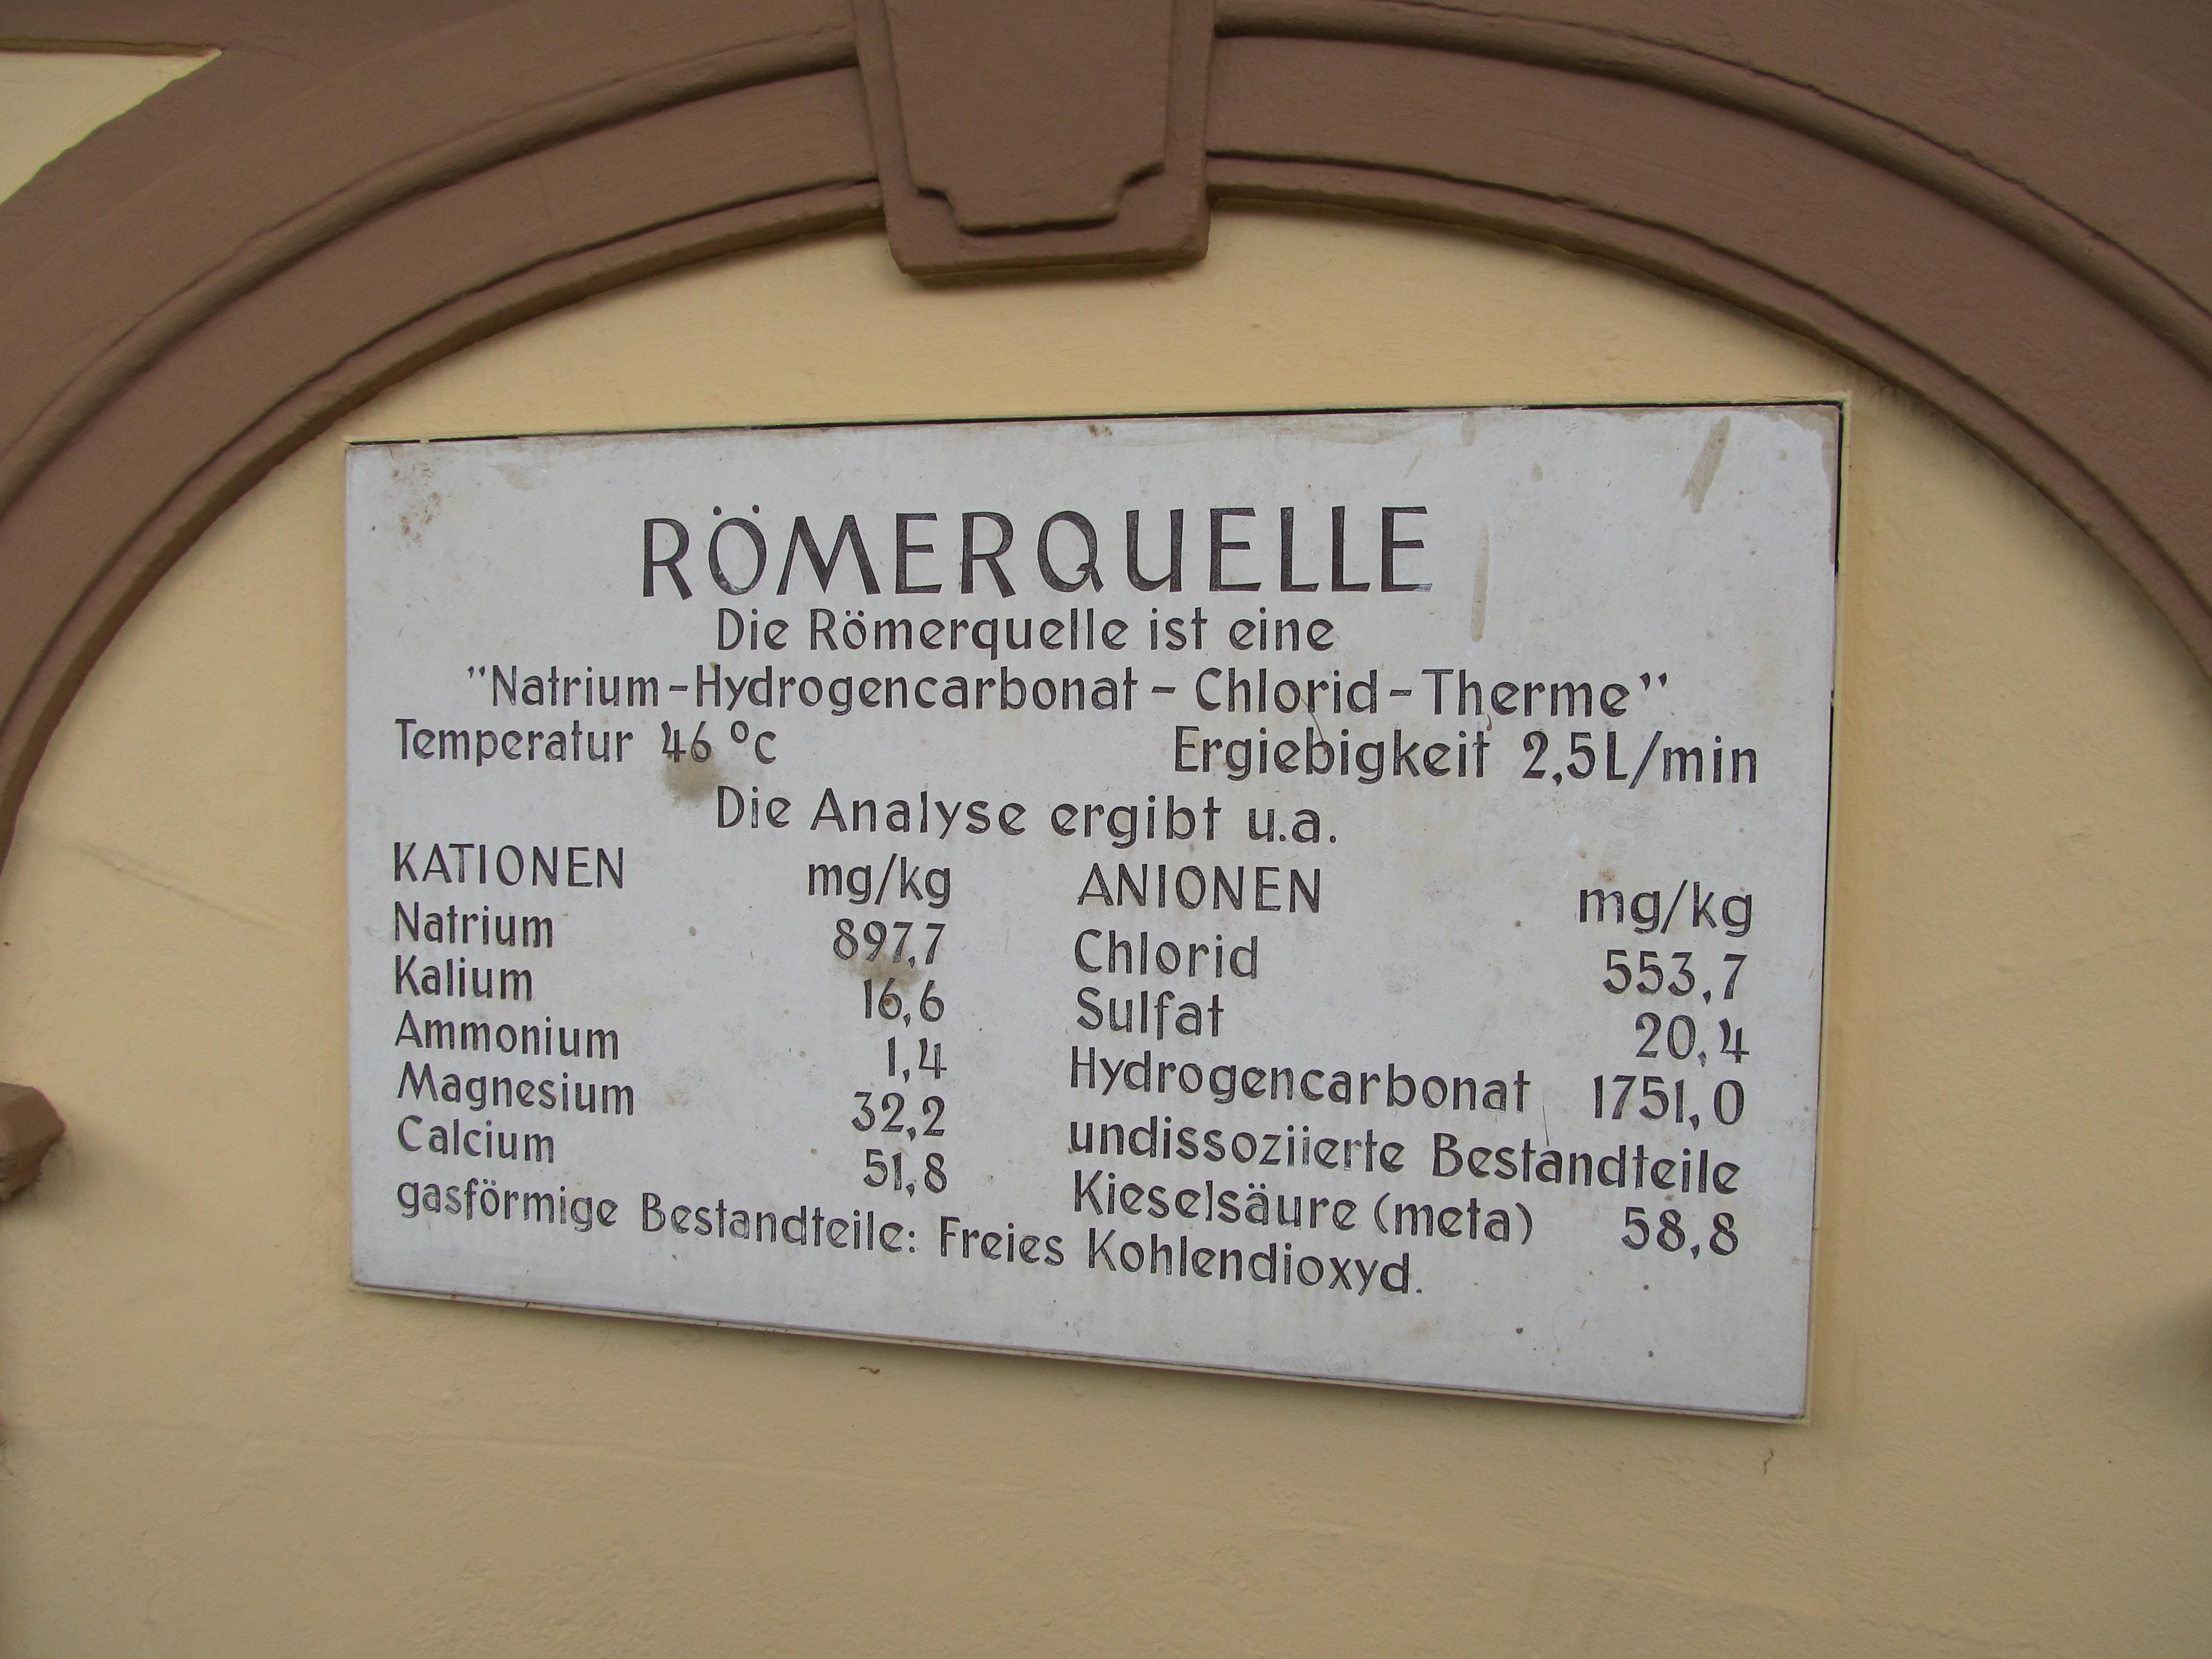 RÖMERQUELLE
Die Römerquelle ist eine
"Natrium-Hydrogencarbonat - Chlorid-Therme"
Temperatur 46 °C Ergiebigkeit 2,5L/min
Die Analyse ergibt u.a.
KATIONEN mg/kg ANIONEN mg/kg
Natrium 897,7 Chlorid 553,7
Kalium 16,6 Sulfat 20,4
Ammonium 1,4 Hydrogencarbonat 1751,0
Magnesium 32,2 undissoziierte Bestandteile
Calcium 51,8 Kieselsäure (meta) 58,8
gasförmige Bestandteile: Freies Kohlendioxyd.